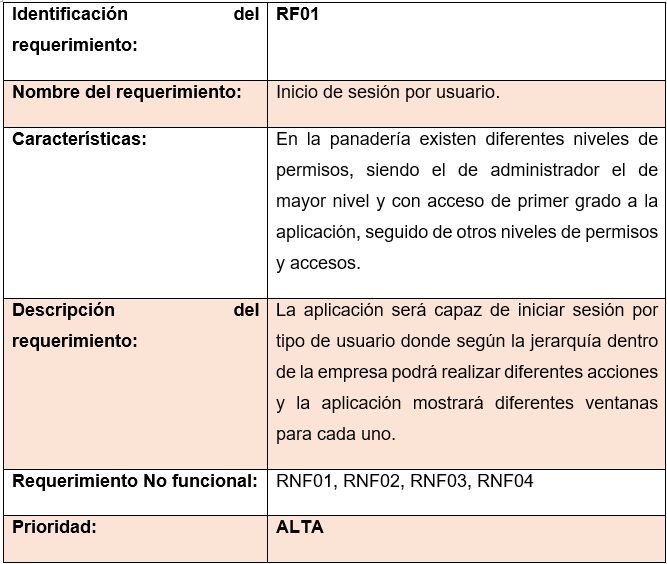 Identificación del
requerimiento:
RF01
Nombre del requerimiento:
Inicio de sesión por usuario.
Características:
En la panadería existen diferentes niveles de
permisos, siendo el de administrador el de
mayor nivel y con acceso de primer grado a la
aplicación, seguido de otros niveles de permisos
y accesos.
Descripción del
requerimiento:
La aplicación será capaz de iniciar sesión por
tipo de usuario donde según la jerarquía dentro
de la empresa podrá realizar diferentes acciones
y la aplicación mostrará diferentes ventanas
para cada uno.
Requerimiento No funcional:
RNF01, RNF02, RNF03, RNF04
Prioridad:
ALTA